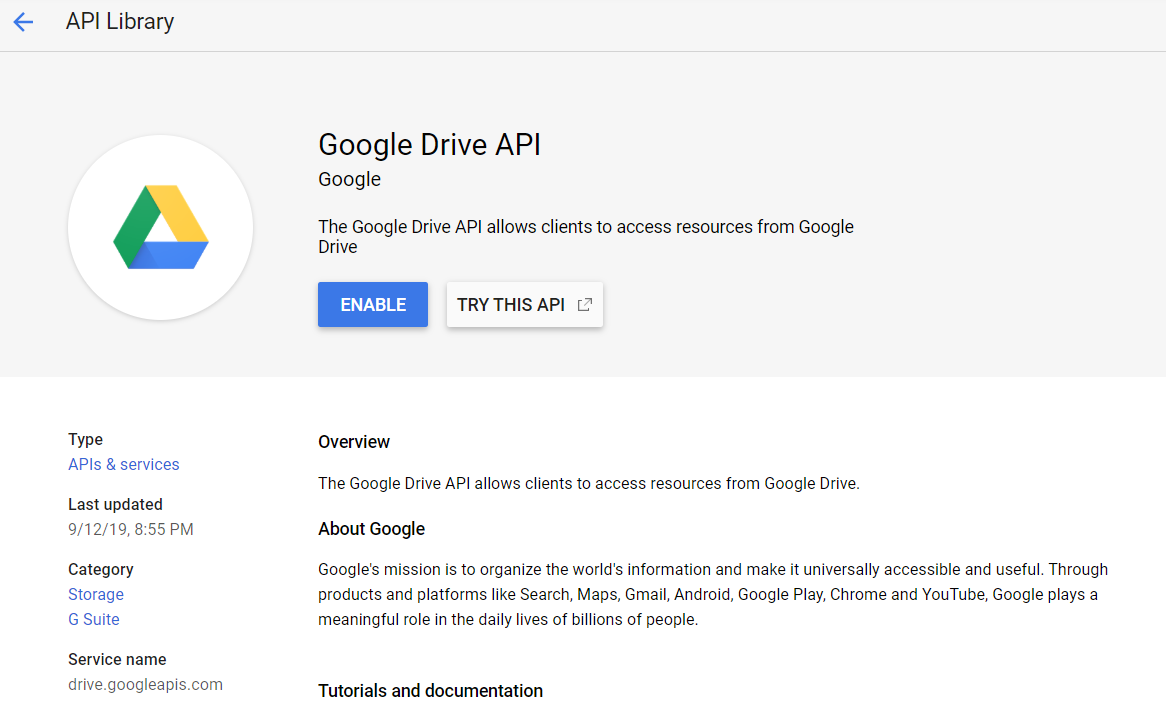 API Library
Google Drive API
Google
The Google Drive API allows clients to access resources from Google
Drive
ENABLE
TRY THIS API
Type
APIs & services
Last updated
9/12/19, 8:55 PM
Category
Storage
G Suite
Service name
drive.googleapis.com
Overview
The Google Drive API allows clients to access resources from Google Drive.
About Google
Google's mission is to organize the world's information and make it universally accessible and useful. Through
products and platforms like Search, Maps, Gmail, Android, Google Play, Chrome and YouTube, Google plays a
meaningful role in the daily lives of billions of people.
Tutorials and documentation